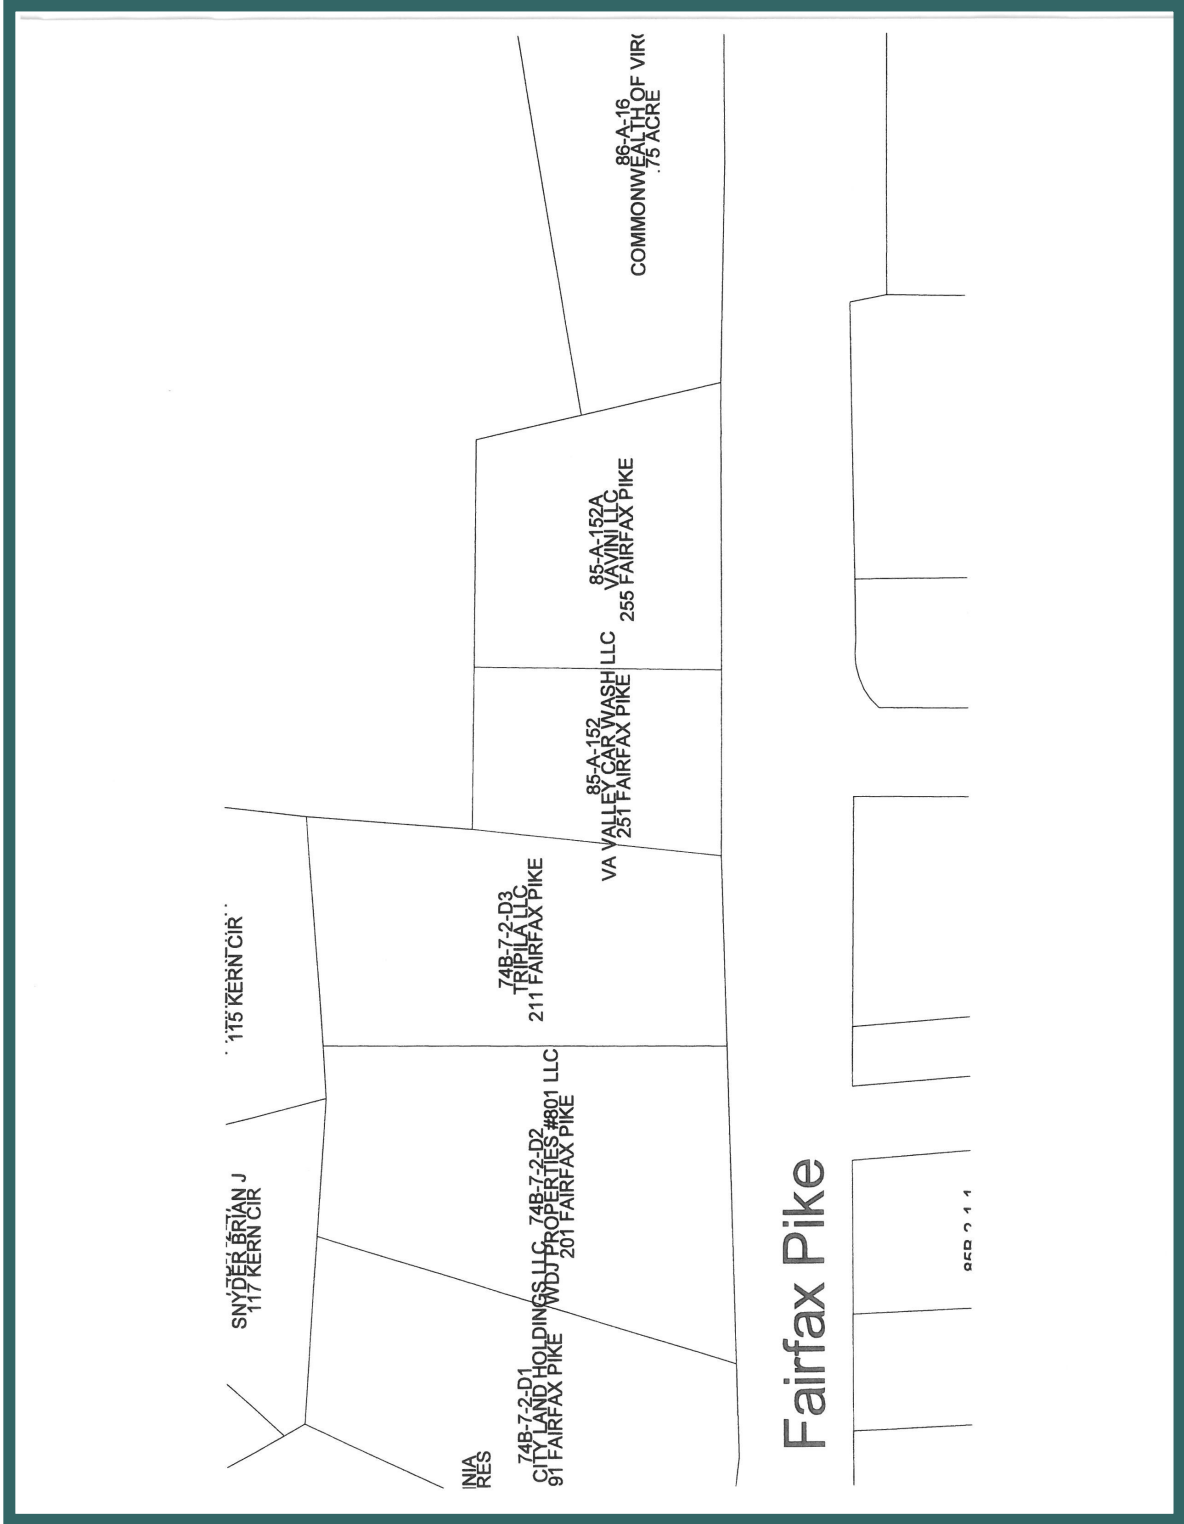 86-A-16
COMMONWEALTH OF VIR
.75 ACRE
85-A-152A
VAVINI LLC
255 FAIRFAX PIKE
85-A-152
VA VALLEY CAR WASH LLC
251 FAIRFAX PIKE
74B-7-2-D3
TRIPILA LLC
211 FAIRFAX PIKE
115 KERN CIR
74B-7-2-D2
WDJ PROPERTIES #801 LLC
201 FAIRFAX PIKE
SNYDER BRIAN J
117 KERN CIR
74B-7-2-D1
CITY LAND HOLDINGS LLC
91 FAIRFAX PIKE
INIA
RES
Fairfax Pike